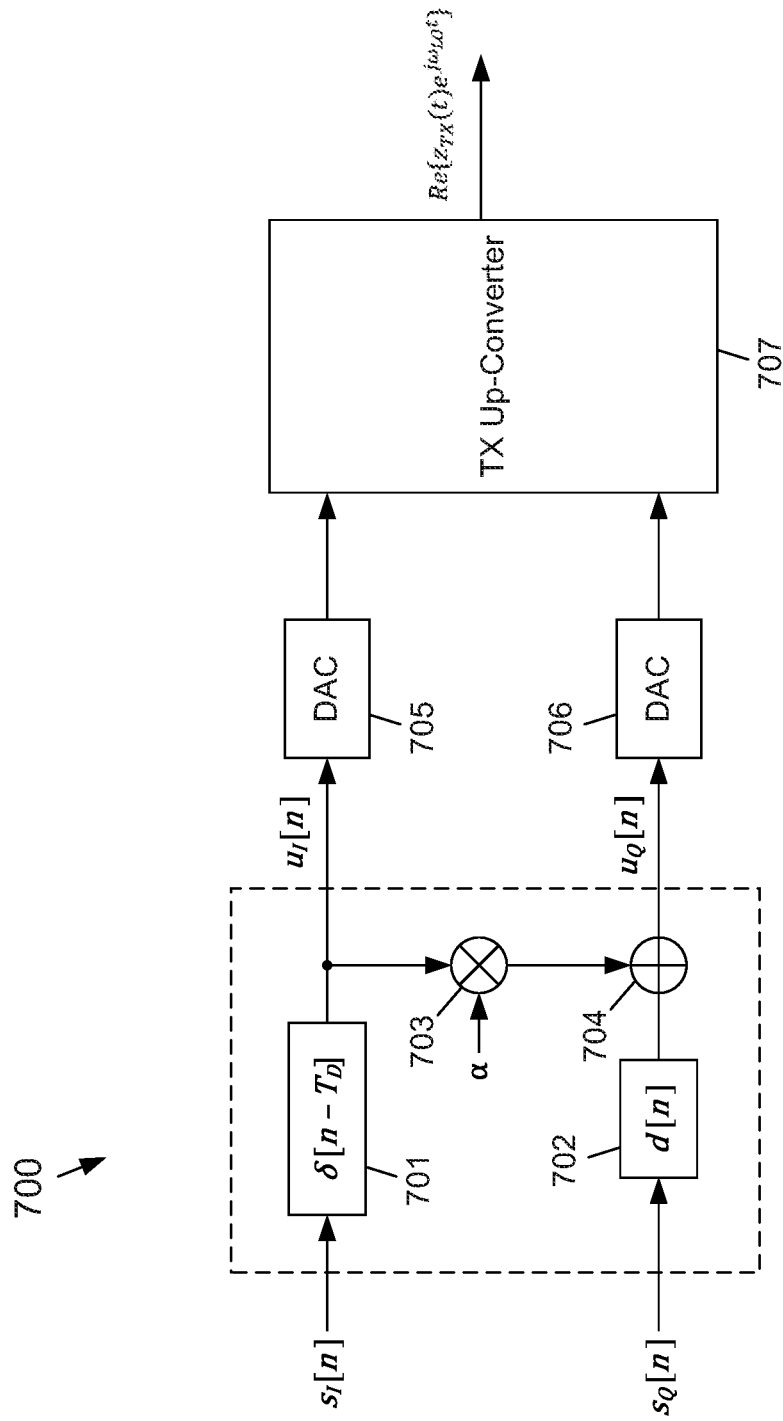 700
s_I[n]
δ[n − T_D]
701
u_I[n]
DAC
705
α
703
704
s_Q[n]
d[n]
702
u_Q[n]
DAC
706
TX Up-Converter
707
Re{z_TX(t)e^{jω_LO t}}